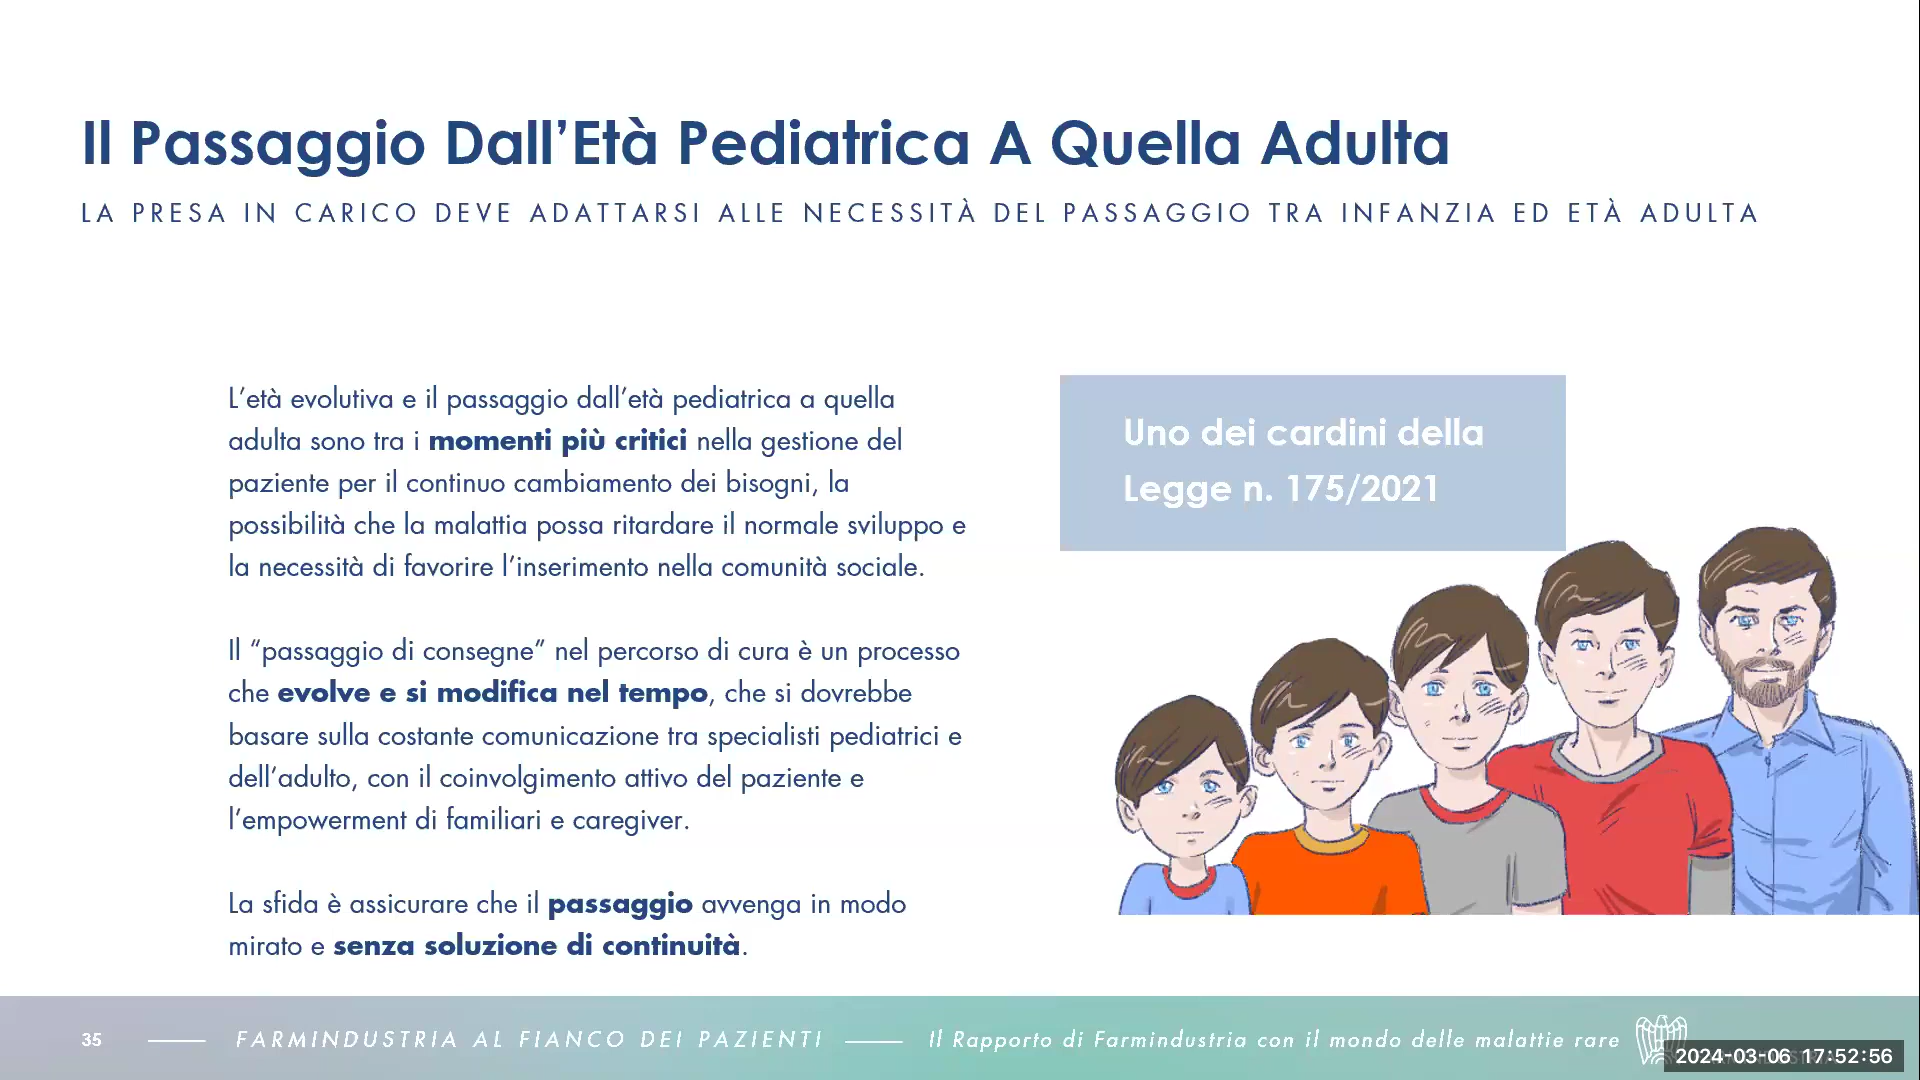 Il Passaggio Dall’Età Pediatrica A Quella Adulta
LA PRESA IN CARICO DEVE ADATTARSI ALLE NECESSITÀ DEL PASSAGGIO TRA INFANZIA ED ETÀ ADULTA
L’età evolutiva e il passaggio dall’età pediatrica a quella
adulta sono tra i momenti più critici nella gestione del
paziente per il continuo cambiamento dei bisogni, la
possibilità che la malattia possa ritardare il normale sviluppo e
la necessità di favorire l’inserimento nella comunità sociale.
Il “passaggio di consegne” nel percorso di cura è un processo
che evolve e si modifica nel tempo, che si dovrebbe
basare sulla costante comunicazione tra specialisti pediatrici e
dell’adulto, con il coinvolgimento attivo del paziente e
l’empowerment di familiari e caregiver.
La sfida è assicurare che il passaggio avvenga in modo
mirato e senza soluzione di continuità.
Uno dei cardini della
Legge n. 175/2021
35 FARMINDUSTRIA AL FIANCO DEI PAZIENTI Il Rapporto di Farmindustria con il mondo delle malattie rare
2024-03-06 17:52:56